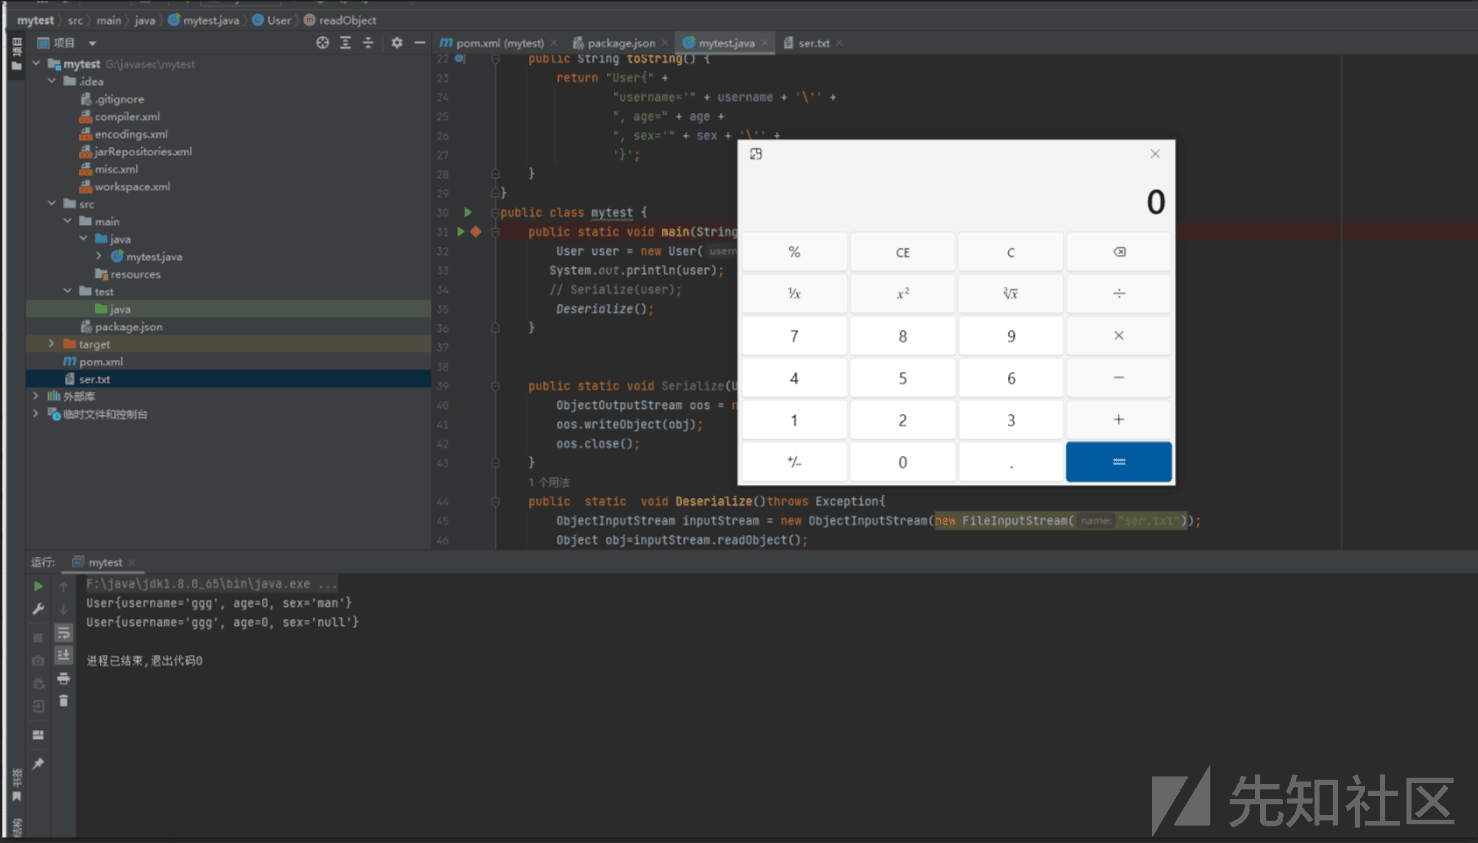 mytest src main java mytest.java User readObject
项目
pom.xml (mytest) package.json mytest.java ser.txt
mytest G:\javasec\mytest
.idea
.gitignore
compiler.xml
encodings.xml
jarRepositories.xml
misc.xml
workspace.xml
src
main
java
mytest.java
resources
test
java
package.json
target
pom.xml
ser.txt
外部库
临时文件和控制台
22 public String toString() {
23 return "User{" +
24 "username='" + username + '\'' +
25 ", age=" + age +
26 ", sex='" + sex + '\'' +
27 '}';
28 }
29 }
30 public class mytest {
31 public static void main(String
32 User user = new User( usern
33 System.out.println(user);
34 // Serialize(user);
35 Deserialize();
36 }
37
38
39 public static void Serialize(U
40 ObjectOutputStream oos = n
41 oos.writeObject(obj);
42 oos.close();
43 }
1 个用法
44 public static void Deserialize()throws Exception{
45 ObjectInputStream inputStream = new ObjectInputStream(new FileInputStream( name: "ser.txt"));
46 Object obj=inputStream.readObject();
0
% CE C
¹/x x² ²√x ÷
7 8 9 ×
4 5 6 −
1 2 3 +
+/− 0 . =
运行: mytest
F:\java\jdk1.8.0_65\bin\java.exe ...
User{username='ggg', age=0, sex='man'}
User{username='ggg', age=0, sex='null'}
进程已结束,退出代码0
项目
书签
结构
先知社区